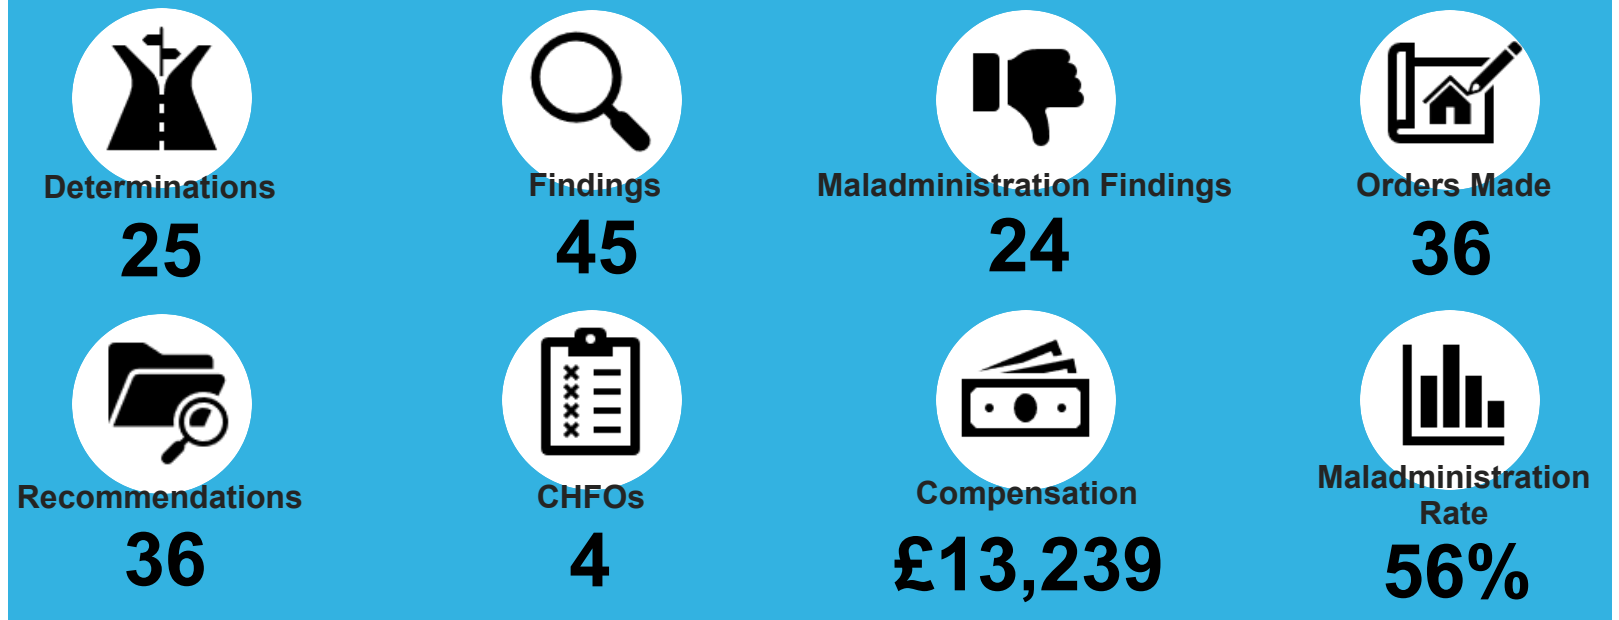 Determinations
25
Findings
45
Maladministration Findings
24
Orders Made
36
Recommendations
36
CHFOs
4
Compensation
£13,239
Maladministration
Rate
56%